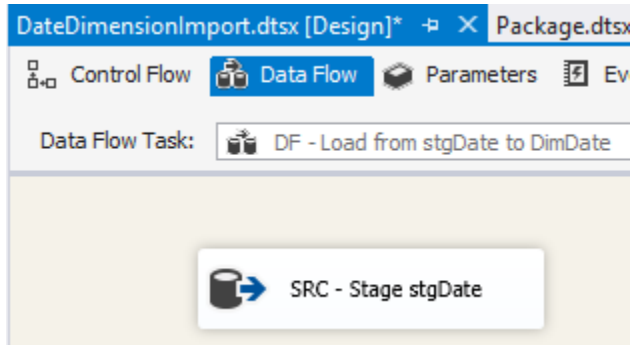 DateDimensionImport.dtsx [Design]* Package.dtsx
Control Flow Data Flow Parameters Ev
Data Flow Task: DF - Load from stgDate to DimDate
SRC - Stage stgDate